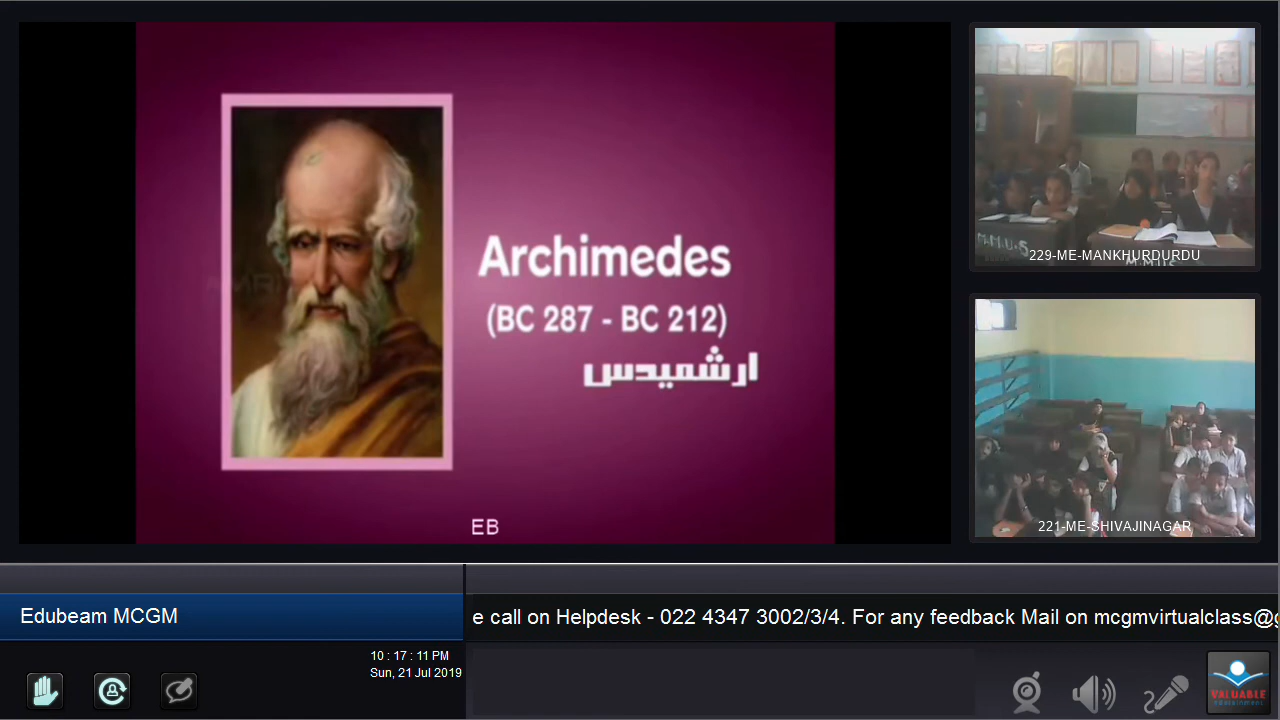 Archimedes
(BC 287 - BC 212)
ارشمیدس
EB
229-ME-MANKHURDURDU
M.M.U.S
221-ME-SHIVAJINAGAR
Edubeam MCGM
e call on Helpdesk - 022 4347 3002/3/4. For any feedback Mail on mcgmvirtualclass@g
10 : 17 : 11 PM
Sun, 21 Jul 2019
VALUABLE